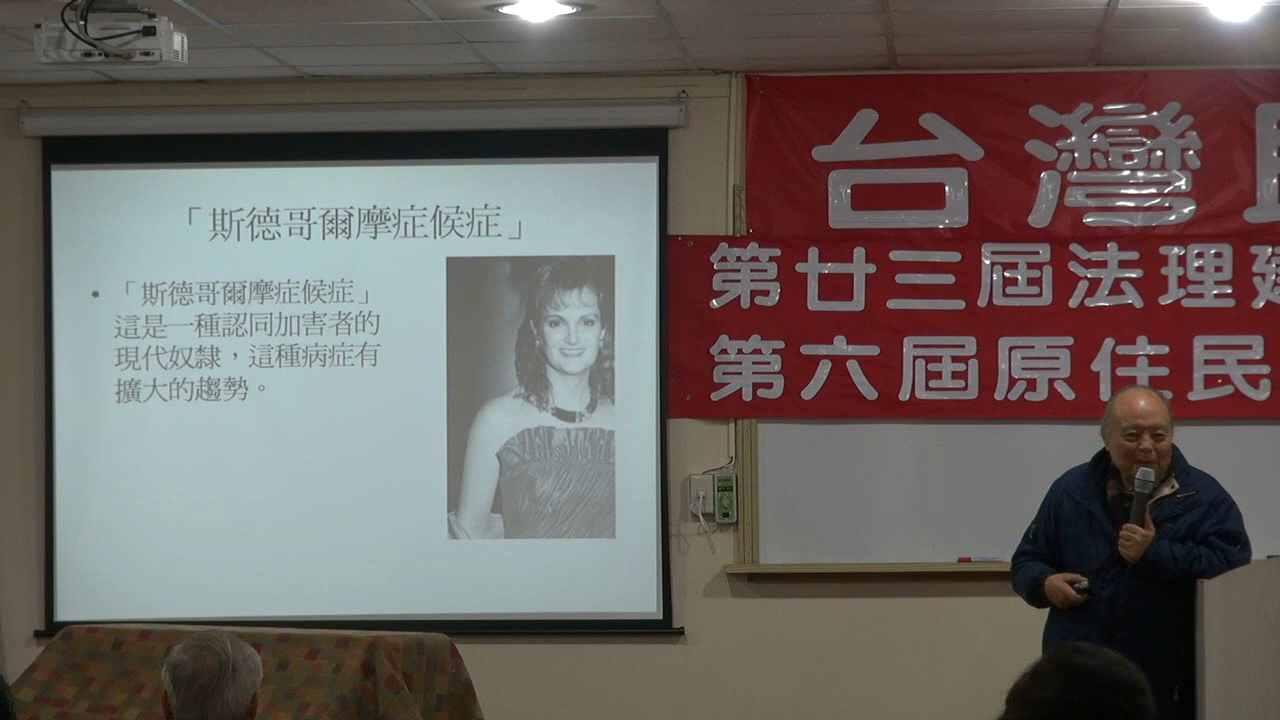 「斯德哥爾摩症候症」
• 「斯德哥爾摩症候症」
這是一種認同加害者的
現代奴隸，這種病症有
擴大的趨勢。
台灣
第廿三屆法理建
第六屆原住民